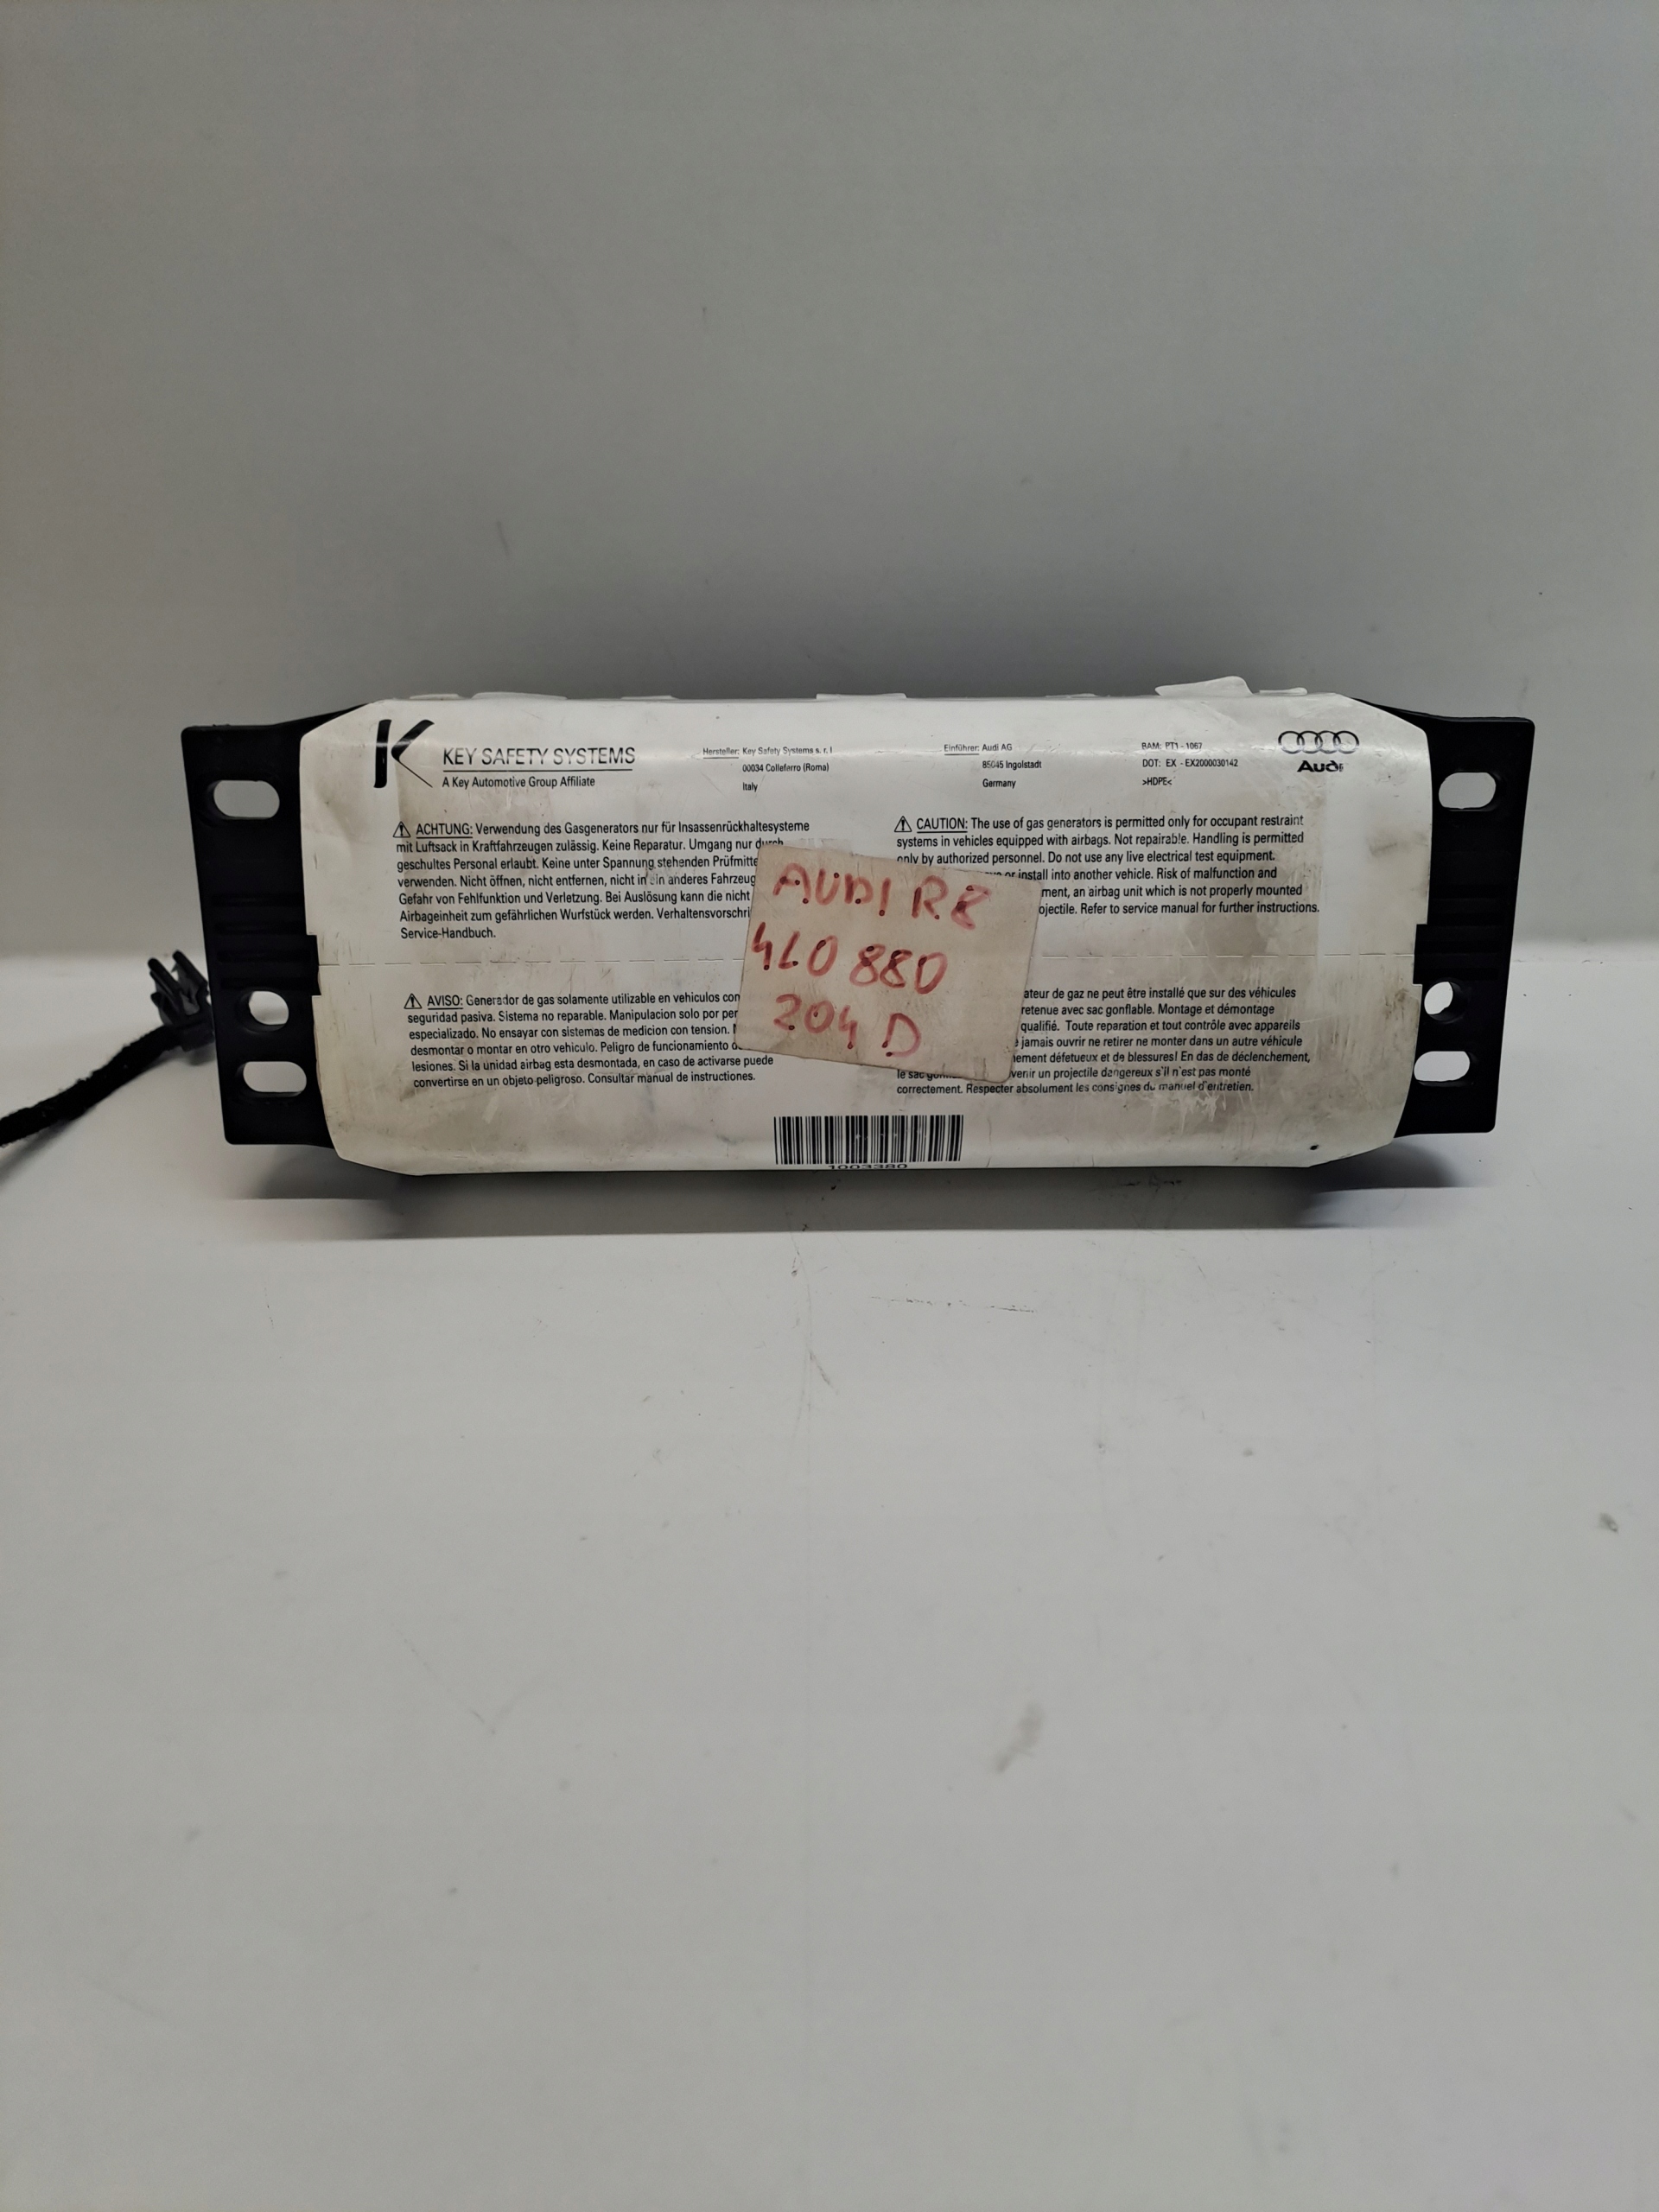 K
KEY SAFETY SYSTEMS
A Key Automotive Group Affiliate
Hersteller: Key Safety Systems s. r. l
00034 Colleferro (Roma)
Italy
Einführer: Audi AG
85045 Ingolstadt
Germany
BAM: PT1 - 1067
DOT: EX - EX2000030142
>HDPE<
Audi
ACHTUNG: Verwendung des Gasgenerators nur für Insassenrückhaltesysteme
mit Luftsack in Kraftfahrzeugen zulässig. Keine Reparatur. Umgang nur durch
geschultes Personal erlaubt. Keine unter Spannung stehenden Prüfmitte
verwenden. Nicht öffnen, nicht entfernen, nicht in ein anderes Fahrzeug
Gefahr von Fehlfunktion und Verletzung. Bei Auslösung kann die nicht
Airbageinheit zum gefährlichen Wurfstück werden. Verhaltensvorschri
Service-Handbuch.
CAUTION: The use of gas generators is permitted only for occupant restraint
systems in vehicles equipped with airbags. Not repairable. Handling is permitted
only by authorized personnel. Do not use any live electrical test equipment.
or install into another vehicle. Risk of malfunction and
ment, an airbag unit which is not properly mounted
ojectile. Refer to service manual for further instructions.
AUDI R8
4L0 880
204 D
AVISO: Generador de gas solamente utilizable en vehiculos con
seguridad pasiva. Sistema no reparable. Manipulacion solo por per
especializado. No ensayar con sistemas de medicion con tension.
desmontar o montar en otro vehiculo. Peligro de funcionamiento
lesiones. Si la unidad airbag esta desmontada, en caso de activarse puede
convertirse en un objeto peligroso. Consultar manual de instrucciones.
ateur de gaz ne peut être installé que sur des véhicules
retenue avec sac gonflable. Montage et démontage
qualifié. Toute reparation et tout contrôle avec appareils
jamais ouvrir ne retirer ne monter dans un autre véhicule
nement défetueux et de blessures! En das de déclenchement,
le sac venir un projectile dangereux s'il n'est pas monté
correctement. Respecter absolument les consignes du manuel d'entretien.
1003380